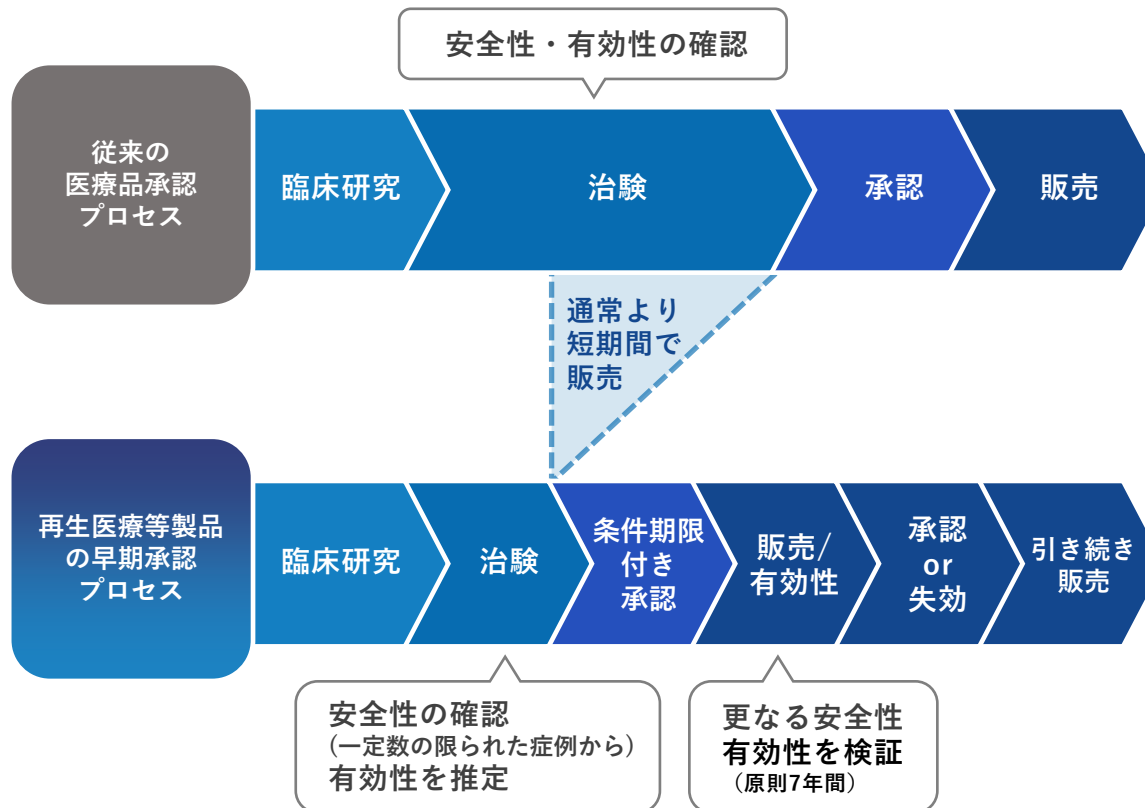 安全性・有効性の確認
従来の
医療品承認
プロセス
臨床研究
治験
承認
販売
通常より
短期間で
販売
再生医療等製品
の早期承認
プロセス
臨床研究
治験
条件期限
付き
承認
販売/
有効性
承認
or
失効
引き続き
販売
安全性の確認
(一定数の限られた症例から)
有効性を推定
更なる安全性
有効性を検証
(原則7年間)